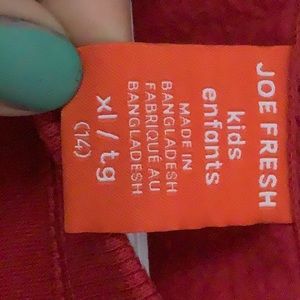 JOE FRESH
kids
enfants
MADE IN
BANGLADESH
FABRIQUÉ AU
BANGLADESH
xl / tg
(14)